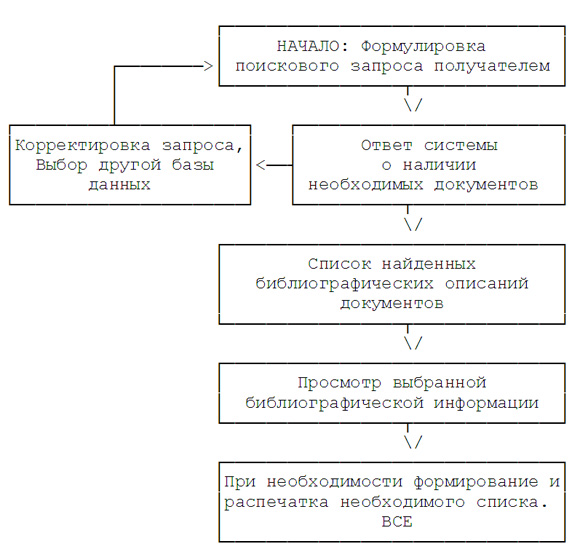 НАЧАЛО: Формулировка
поискового запроса получателем
Корректировка запроса,
Выбор другой базы
данных
Ответ системы
о наличии
необходимых документов
Список найденных
библиографических описаний
документов
Просмотр выбранной
библиографической информации
При необходимости формирование и
распечатка необходимого списка.
ВСЕ